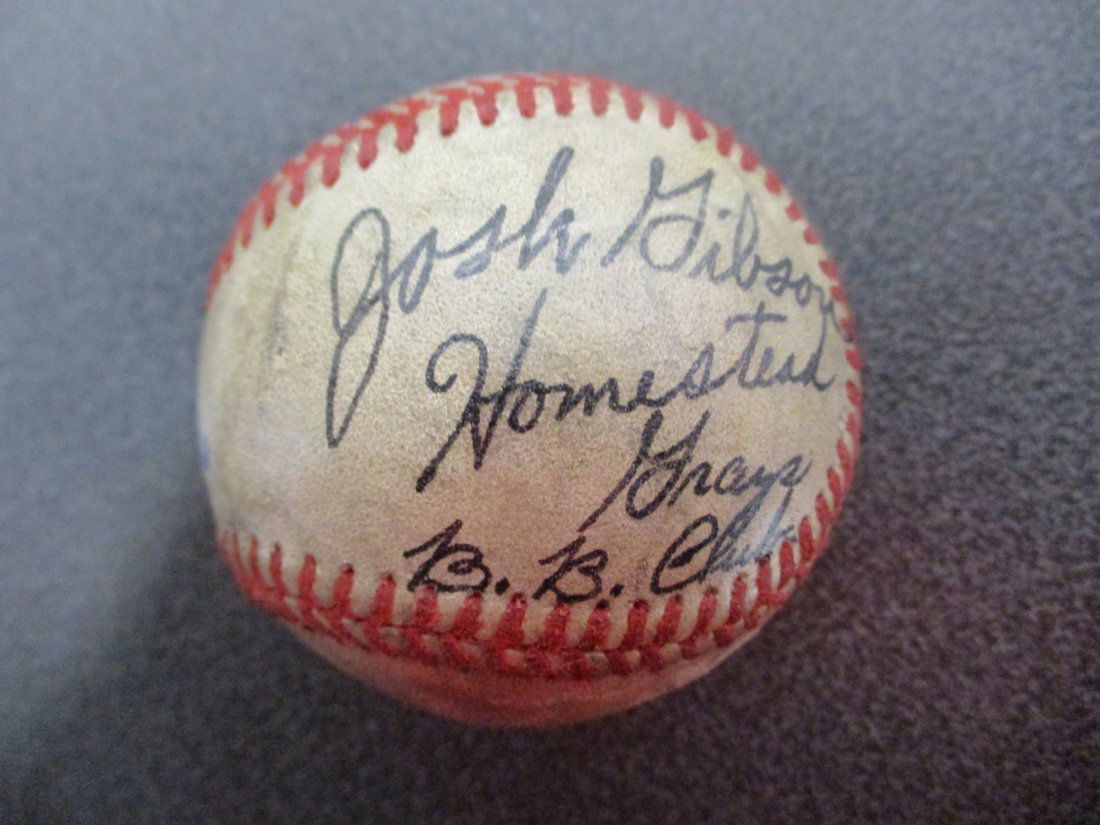 Josh Gibson
Homestead
Grays
B. B. Club